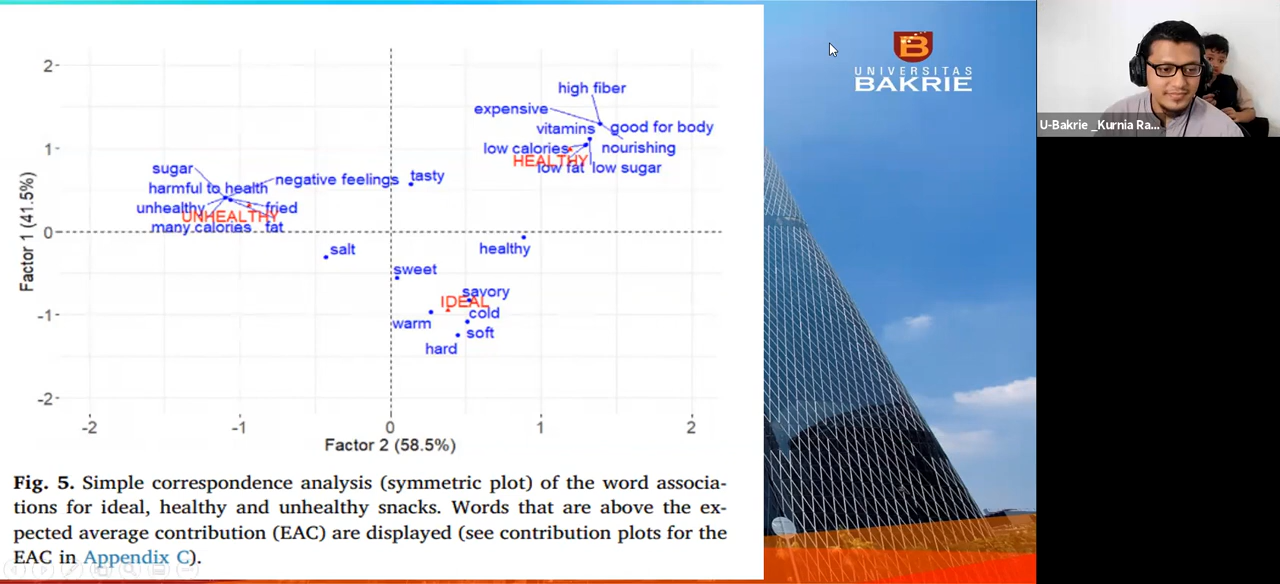 2
1
0
-1
-2
-2
-1
0
1
2
Factor 1 (41.5%)
Factor 2 (58.5%)
high fiber
expensive
vitamins
good for body
low calories
nourishing
HEALTHY
low fat
low sugar
sugar
harmful to health
negative feelings
tasty
unhealthy
fried
UNHEALTHY
many calories
fat
salt
healthy
sweet
savory
IDEAL
cold
warm
soft
hard
Fig. 5. Simple correspondence analysis (symmetric plot) of the word associa-
tions for ideal, healthy and unhealthy snacks. Words that are above the ex-
pected average contribution (EAC) are displayed (see contribution plots for the
EAC in Appendix C).
B
UNIVERSITAS
BAKRIE
U-Bakrie _Kurnia Ra...